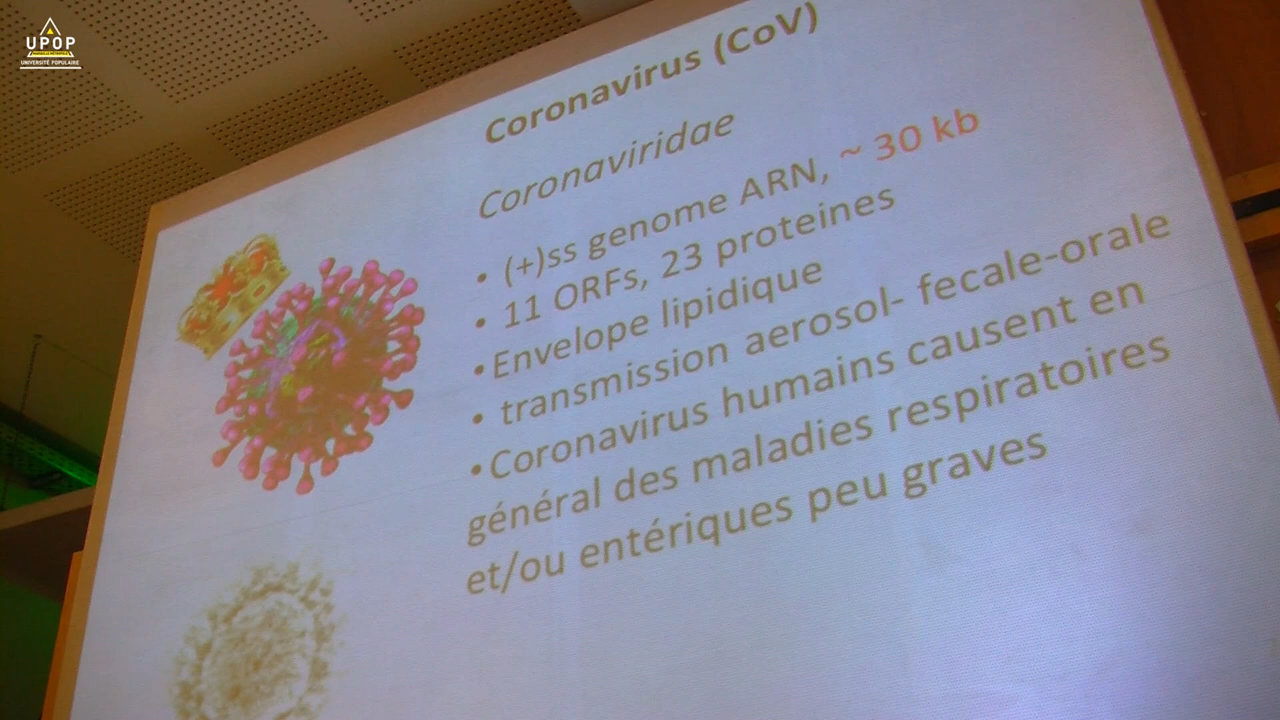 UPOP
UNIVERSITÉ POPULAIRE
Coronavirus (CoV)
Coronaviridae
• (+)ss genome ARN, ~ 30 kb
• 11 ORFs, 23 proteines
• Envelope lipidique
• transmission aerosol- fecale-orale
• Coronavirus humains causent en
général des maladies respiratoires
et/ou entériques peu graves